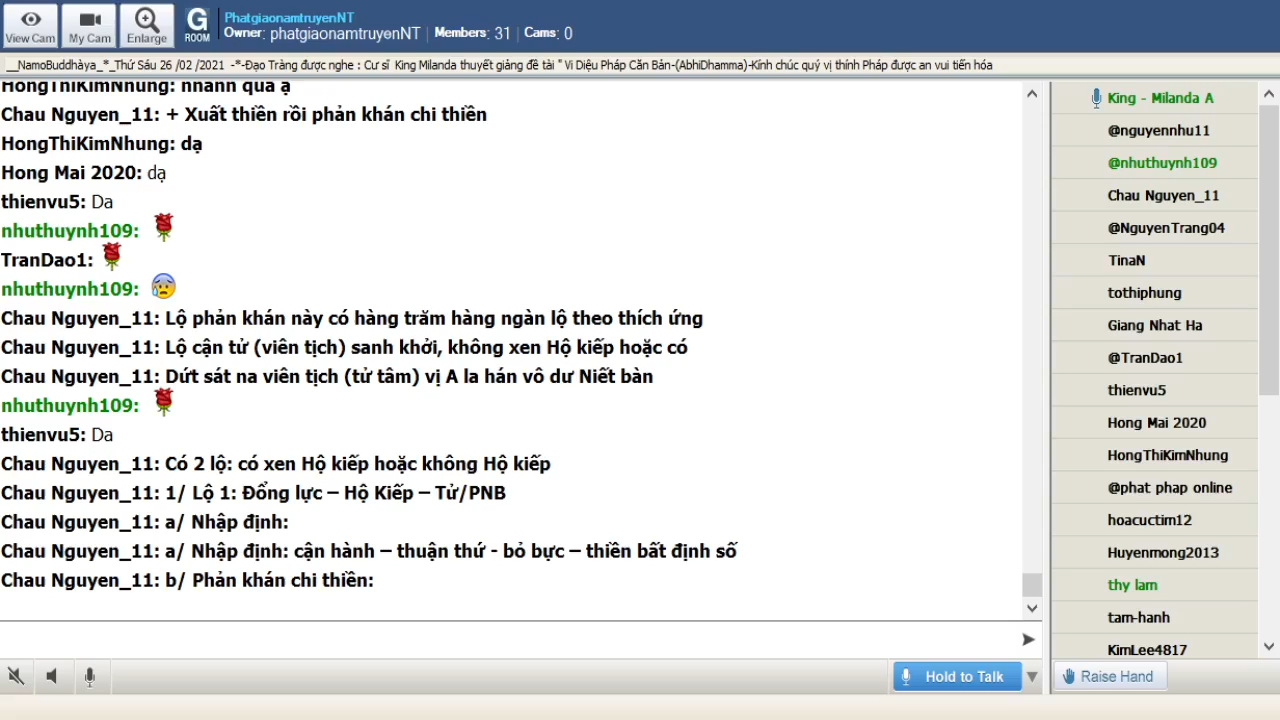 View Cam
My Cam
Enlarge
G
ROOM
PhatgiaonamtruyenNT
Owner: phatgiaonamtruyenNT | Members: 31 | Cams: 0
__NamoBuddhàya_*_Thứ Sáu 26 /02 /2021 -*-Đạo Tràng được nghe : Cư sĩ King Milanda thuyết giảng đề tài " Vi Diệu Pháp Căn Bản-(AbhiDhamma)-Kính chúc quý vị thính Pháp được an vui tiến hóa
HongThiKimNhung: nhanh quá ạ
Chau Nguyen_11: + Xuất thiền rồi phản khán chi thiền
HongThiKimNhung: dạ
Hong Mai 2020: dạ
thienvu5: Da
nhuthuynh109:
TranDao1:
nhuthuynh109:
Chau Nguyen_11: Lộ phản khán này có hàng trăm hàng ngàn lộ theo thích ứng
Chau Nguyen_11: Lộ cận tử (viên tịch) sanh khởi, không xen Hộ kiếp hoặc có
Chau Nguyen_11: Dứt sát na viên tịch (tử tâm) vị A la hán vô dư Niết bàn
nhuthuynh109:
thienvu5: Da
Chau Nguyen_11: Có 2 lộ: có xen Hộ kiếp hoặc không Hộ kiếp
Chau Nguyen_11: 1/ Lộ 1: Đổng lực – Hộ Kiếp – Tử/PNB
Chau Nguyen_11: a/ Nhập định:
Chau Nguyen_11: a/ Nhập định: cận hành – thuận thứ - bỏ bực – thiền bất định số
Chau Nguyen_11: b/ Phản khán chi thiền:
King - Milanda A
@nguyennhu11
@nhuthuynh109
Chau Nguyen_11
@NguyenTrang04
TinaN
tothiphung
Giang Nhat Ha
@TranDao1
thienvu5
Hong Mai 2020
HongThiKimNhung
@phat phap online
hoacuctim12
Huyenmong2013
thy lam
tam-hanh
KimLee4817
Hold to Talk
Raise Hand